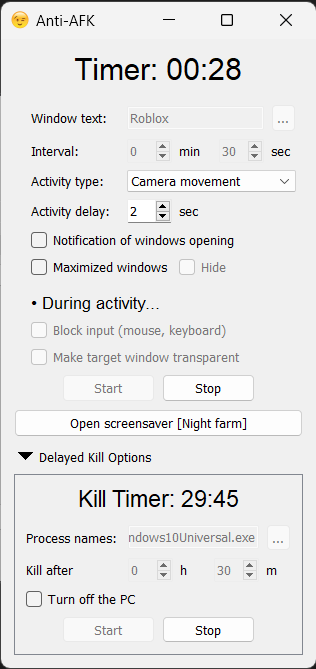 Anti-AFK
Timer: 00:28
Window text: Roblox ...
Interval: 0 min 30 sec
Activity type: Camera movement
Activity delay: 2 sec
Notification of windows opening
Maximized windows Hide
• During activity...
Block input (mouse, keyboard)
Make target window transparent
Start Stop
Open screensaver [Night farm]
Delayed Kill Options
Kill Timer: 29:45
Process names: ndows10Universal.exe ...
Kill after 0 h 30 m
Turn off the PC
Start Stop